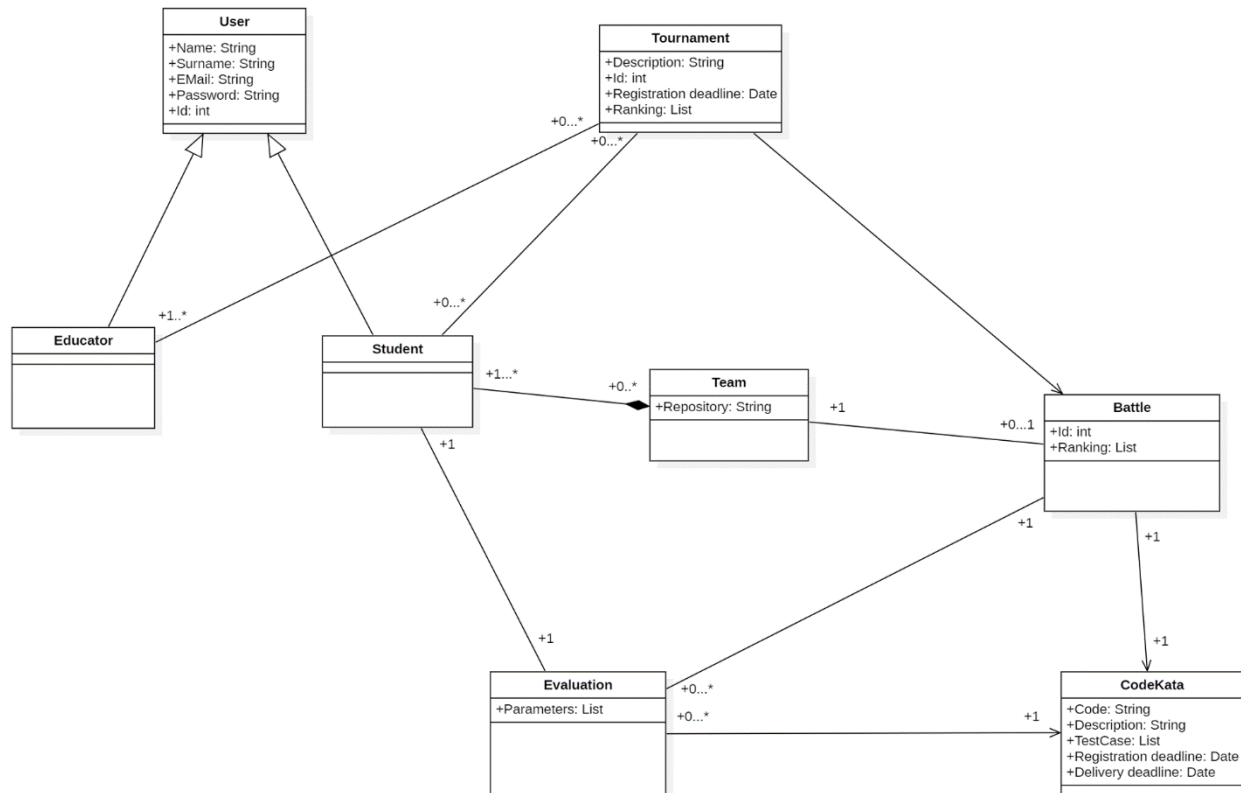 User
+Name: String
+Surname: String
+EMail: String
+Password: String
+Id: int
Tournament
+Description: String
+Id: int
+Registration deadline: Date
+Ranking: List
+0...*
+0...*
+1..*
+0...*
Educator
Student
+1...*
+0..*
Team
+Repository: String
+1
+0...1
Battle
+Id: int
+Ranking: List
+1
+1
+1
+1
+1
Evaluation
+Parameters: List
+0...*
+0...*
+1
CodeKata
+Code: String
+Description: String
+TestCase: List
+Registration deadline: Date
+Delivery deadline: Date